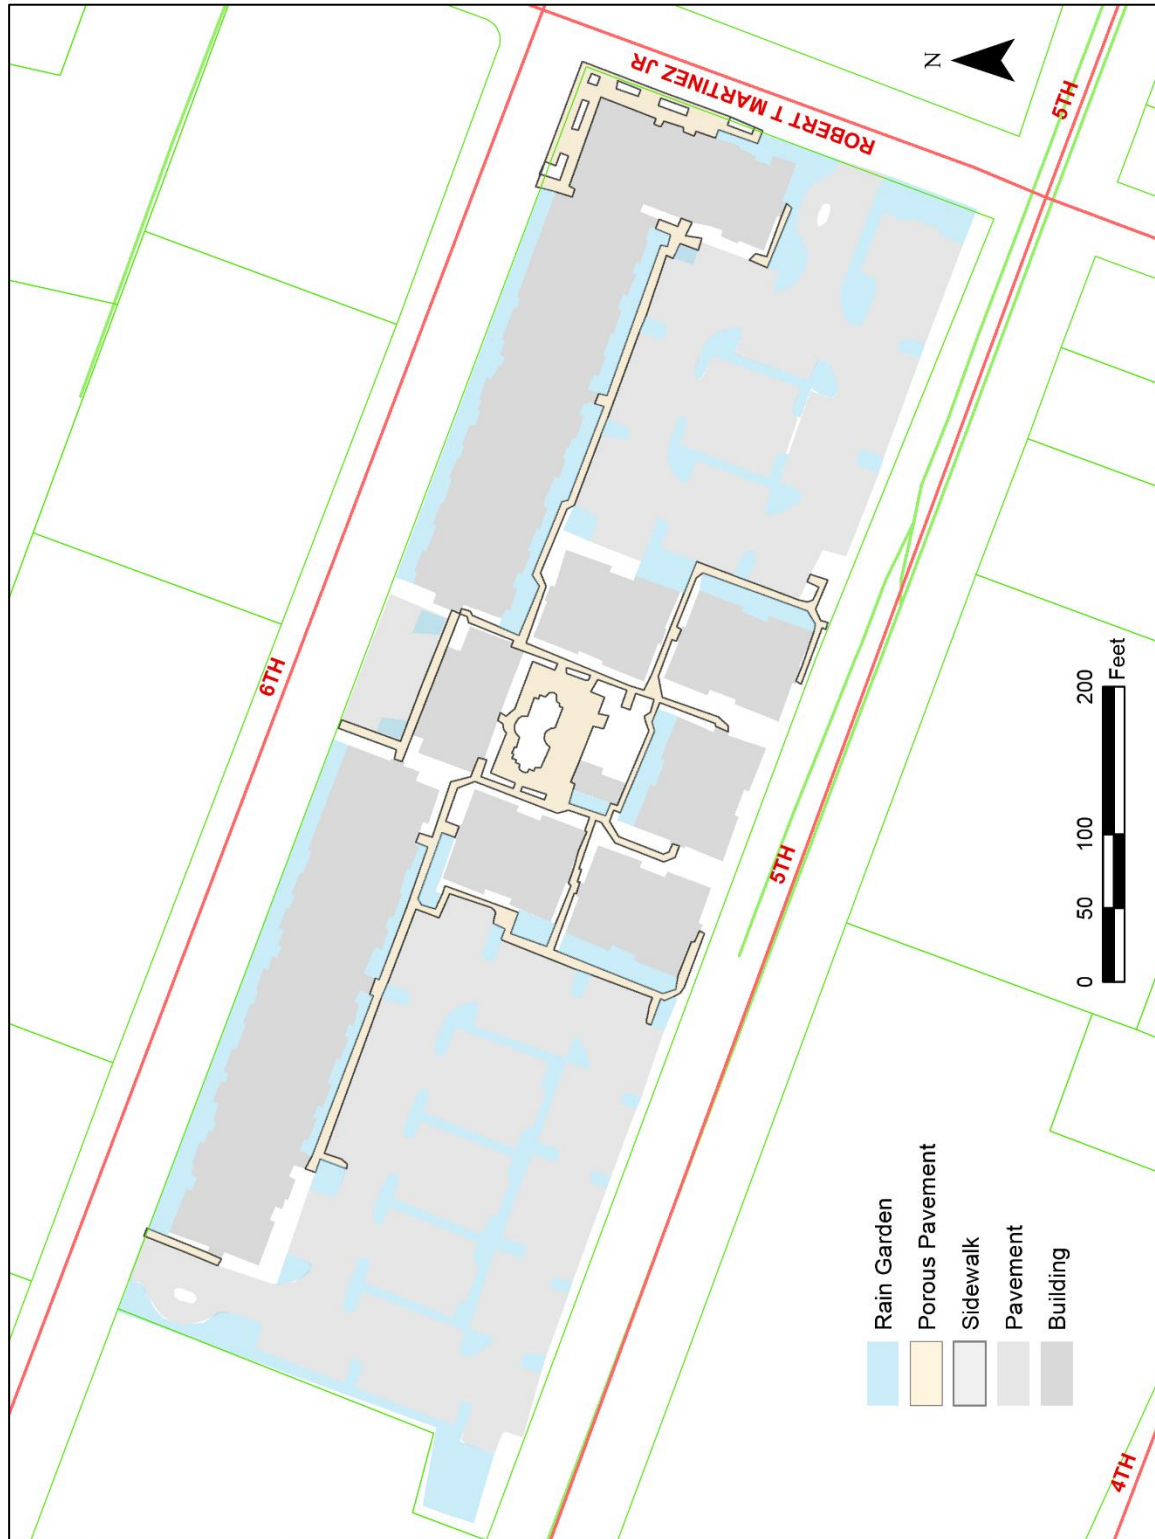 ROBERT T MARTINEZ JR
N
5TH
6TH
5TH
4TH
Rain Garden
Porous Pavement
Sidewalk
Pavement
Building
0 50 100 200
Feet